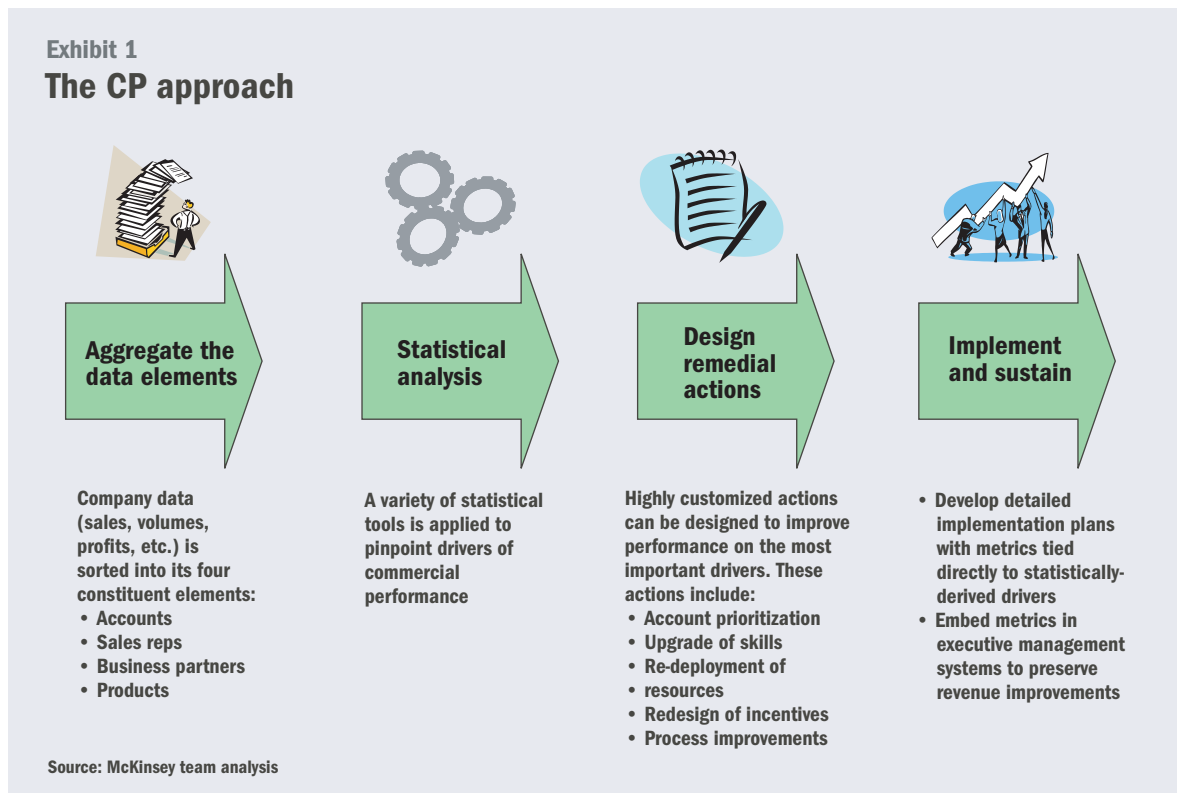 Exhibit 1
The CP approach
Aggregate the
data elements
Company data
(sales, volumes,
profits, etc.) is
sorted into its four
constituent elements:
• Accounts
• Sales reps
• Business partners
• Products
Statistical
analysis
A variety of statistical
tools is applied to
pinpoint drivers of
commercial
performance
Design
remedial
actions
Highly customized actions
can be designed to improve
performance on the most
important drivers. These
actions include:
• Account prioritization
• Upgrade of skills
• Re-deployment of
• resources
• Redesign of incentives
• Process improvements
Implement
and sustain
• Develop detailed
implementation plans
with metrics tied
directly to statistically-
derived drivers
• Embed metrics in
executive management
systems to preserve
revenue improvements
Source: McKinsey team analysis